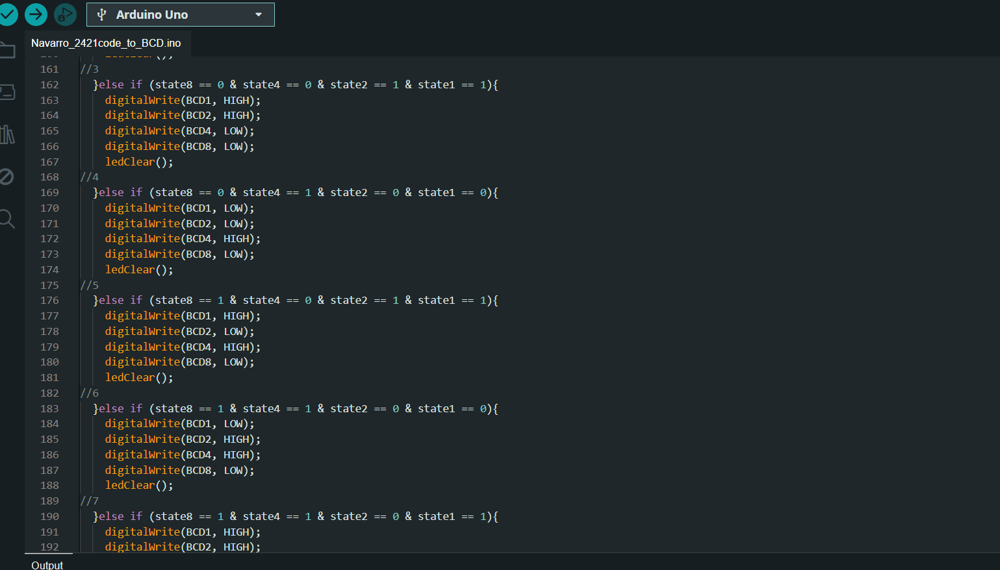 Arduino Uno
Navarro_2421code_to_BCD.ino
161 //3
162 }else if (state8 == 0 & state4 == 0 & state2 == 1 & state1 == 1){
163 digitalWrite(BCD1, HIGH);
164 digitalWrite(BCD2, HIGH);
165 digitalWrite(BCD4, LOW);
166 digitalWrite(BCD8, LOW);
167 ledClear();
168 //4
169 }else if (state8 == 0 & state4 == 1 & state2 == 0 & state1 == 0){
170 digitalWrite(BCD1, LOW);
171 digitalWrite(BCD2, LOW);
172 digitalWrite(BCD4, HIGH);
173 digitalWrite(BCD8, LOW);
174 ledClear();
175 //5
176 }else if (state8 == 1 & state4 == 0 & state2 == 1 & state1 == 1){
177 digitalWrite(BCD1, HIGH);
178 digitalWrite(BCD2, LOW);
179 digitalWrite(BCD4, HIGH);
180 digitalWrite(BCD8, LOW);
181 ledClear();
182 //6
183 }else if (state8 == 1 & state4 == 1 & state2 == 0 & state1 == 0){
184 digitalWrite(BCD1, LOW);
185 digitalWrite(BCD2, HIGH);
186 digitalWrite(BCD4, HIGH);
187 digitalWrite(BCD8, LOW);
188 ledClear();
189 //7
190 }else if (state8 == 1 & state4 == 1 & state2 == 0 & state1 == 1){
191 digitalWrite(BCD1, HIGH);
192 digitalWrite(BCD2, HIGH);
Output